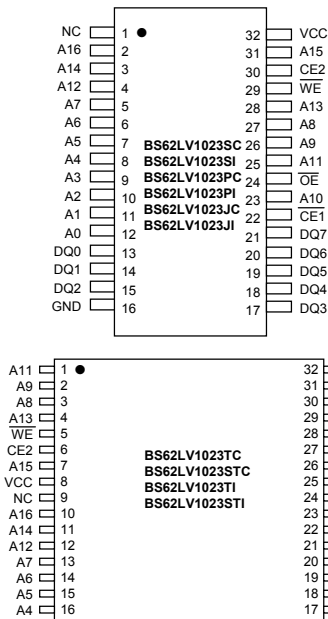 NC 1 32 VCC
A16 2 31 A15
A14 3 30 CE2
A12 4 29 WE
A7 5 28 A13
A6 6 27 A8
A5 7 BS62LV1023SC 26 A9
A4 8 BS62LV1023SI 25 A11
A3 9 BS62LV1023PC 24 OE
A2 10 BS62LV1023PI 23 A10
A1 11 BS62LV1023JC 22 CE1
A0 12 BS62LV1023JI 21 DQ7
DQ0 13 20 DQ6
DQ1 14 19 DQ5
DQ2 15 18 DQ4
GND 16 17 DQ3
A11 1 32
A9 2 31
A8 3 30
A13 4 29
WE 5 28
CE2 6 27
A15 7 BS62LV1023TC 26
VCC 8 BS62LV1023STC 25
NC 9 BS62LV1023TI 24
A16 10 BS62LV1023STI 23
A14 11 22
A12 12 21
A7 13 20
A6 14 19
A5 15 18
A4 16 17